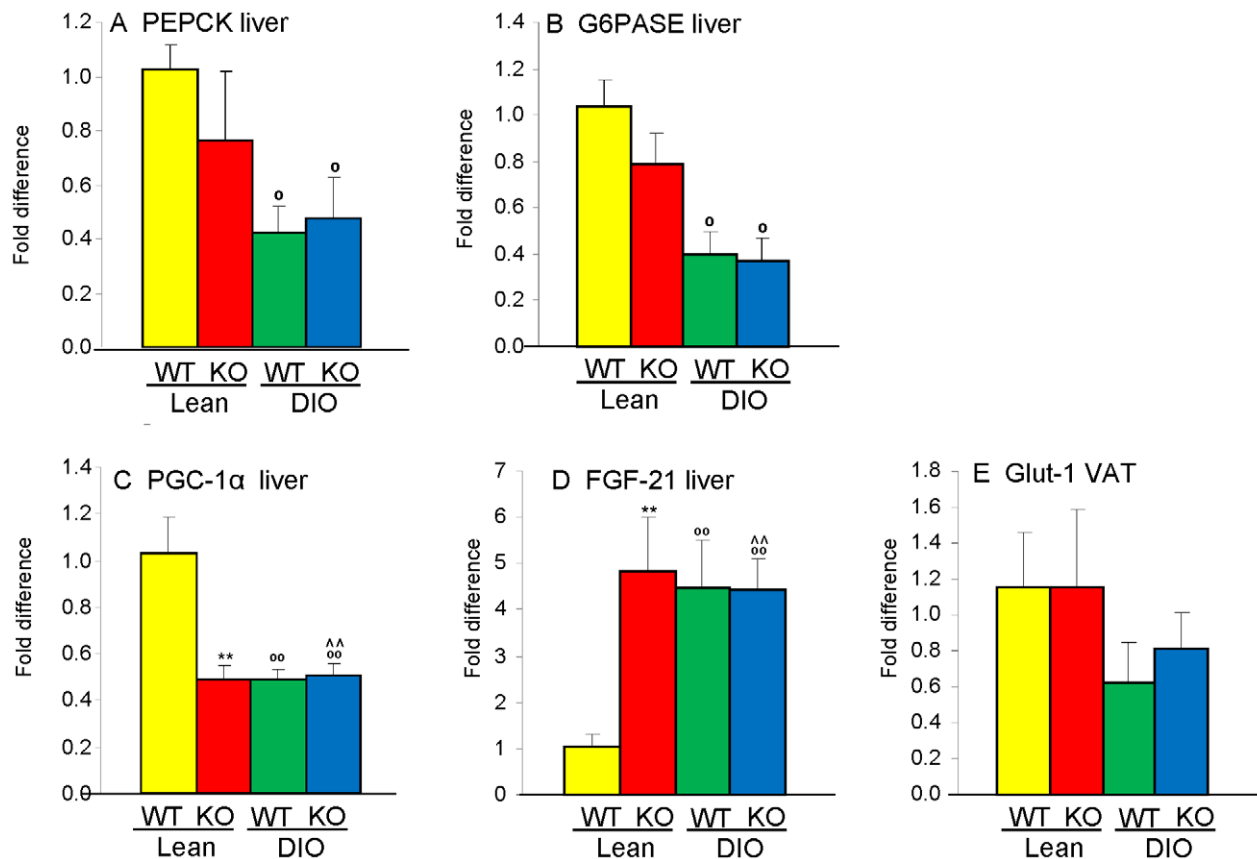 A PEPCK liver
Fold difference
1.2
1.0
0.8
0.6
0.4
0.2
0.0
o
o
WT KO WT KO
Lean DIO
B G6PASE liver
Fold difference
1.4
1.2
1.0
0.8
0.6
0.4
0.2
0.0
o
o
WT KO WT KO
Lean DIO
C PGC-1α liver
Fold difference
1.4
1.2
1.0
0.8
0.6
0.4
0.2
0.0
**
oo
^^
oo
WT KO WT KO
Lean DIO
D FGF-21 liver
Fold difference
7
6
5
4
3
2
1
0
**
oo
^^
oo
WT KO WT KO
Lean DIO
E Glut-1 VAT
Fold difference
1.8
1.6
1.4
1.2
1.0
0.8
0.6
0.4
0.2
0.0
WT KO WT KO
Lean DIO